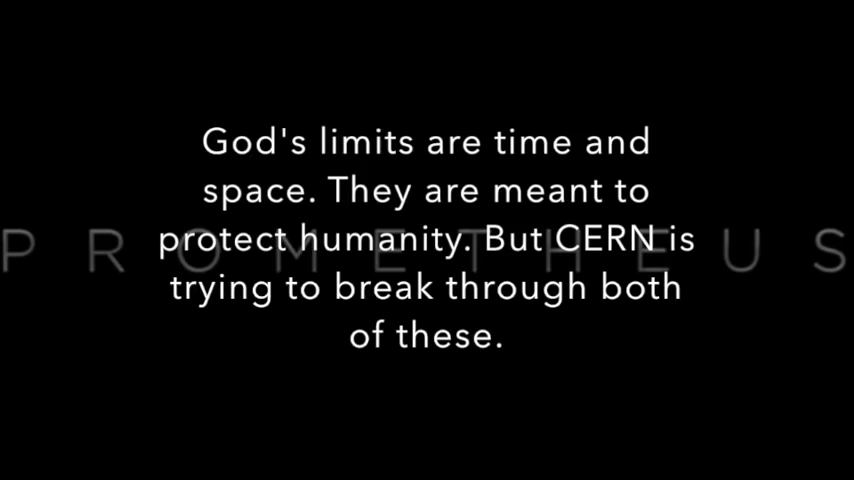 God's limits are time and
space. They are meant to
protect humanity. But CERN is
PROMETHEUS
trying to break through both
of these.